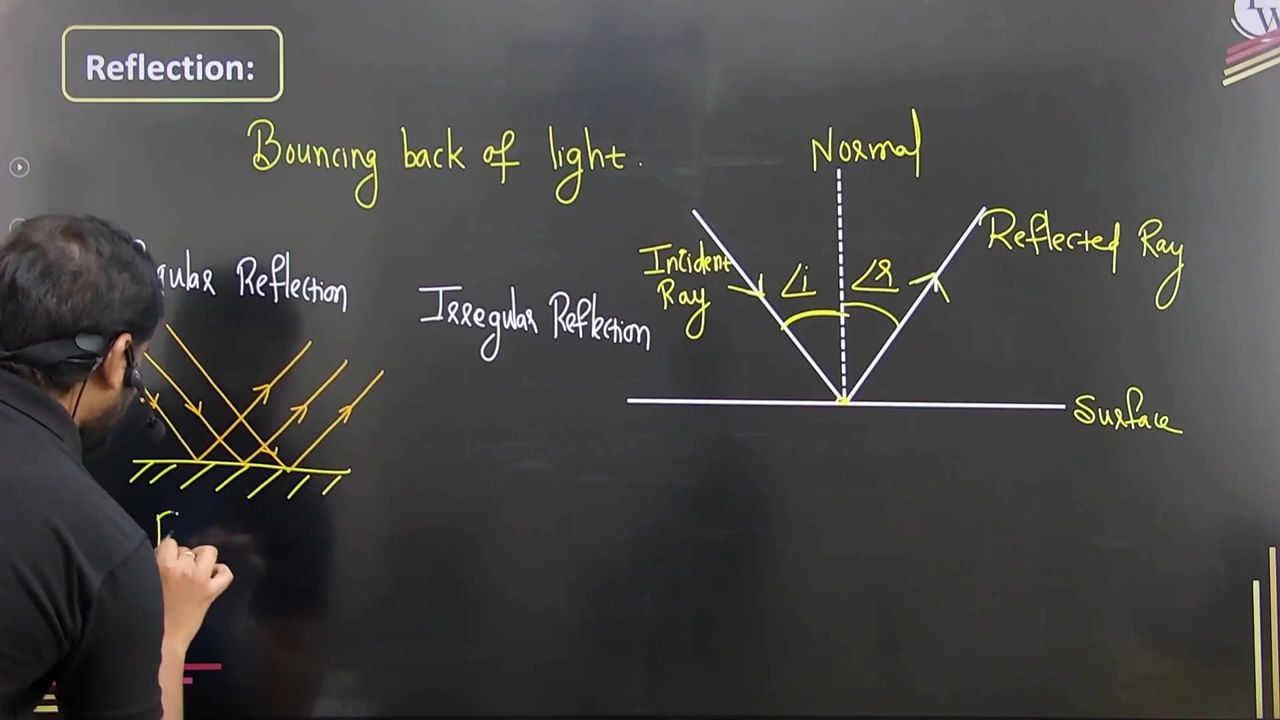 Reflection:
Bouncing back of light.
Reflection
Irregular Reflection
Normal
Incident
Ray
∠i
∠r
Reflected Ray
Surface